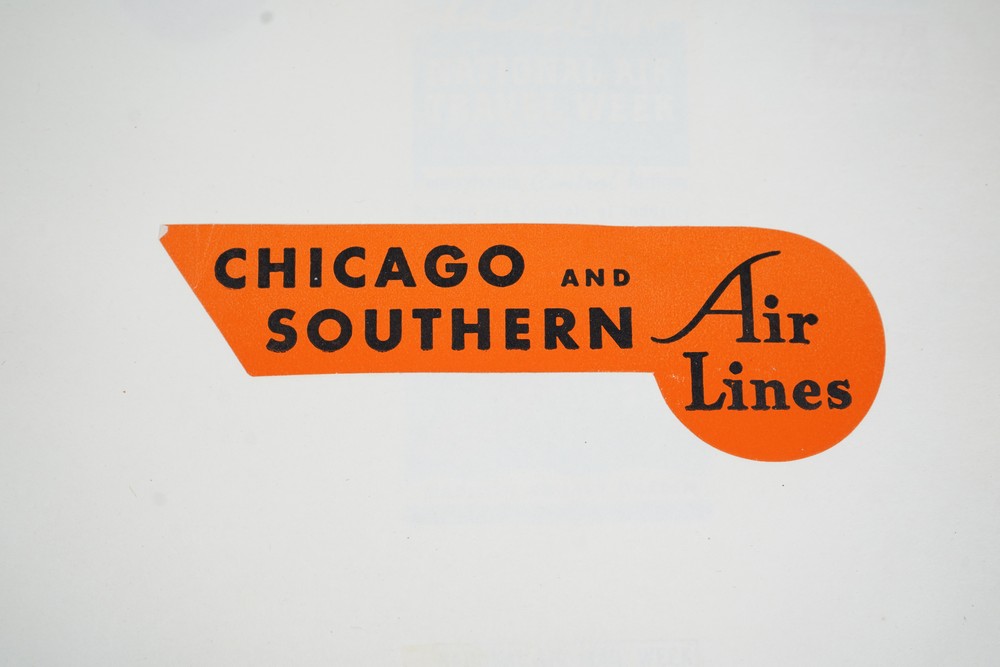 CHICAGO AND
SOUTHERN
Air
Lines